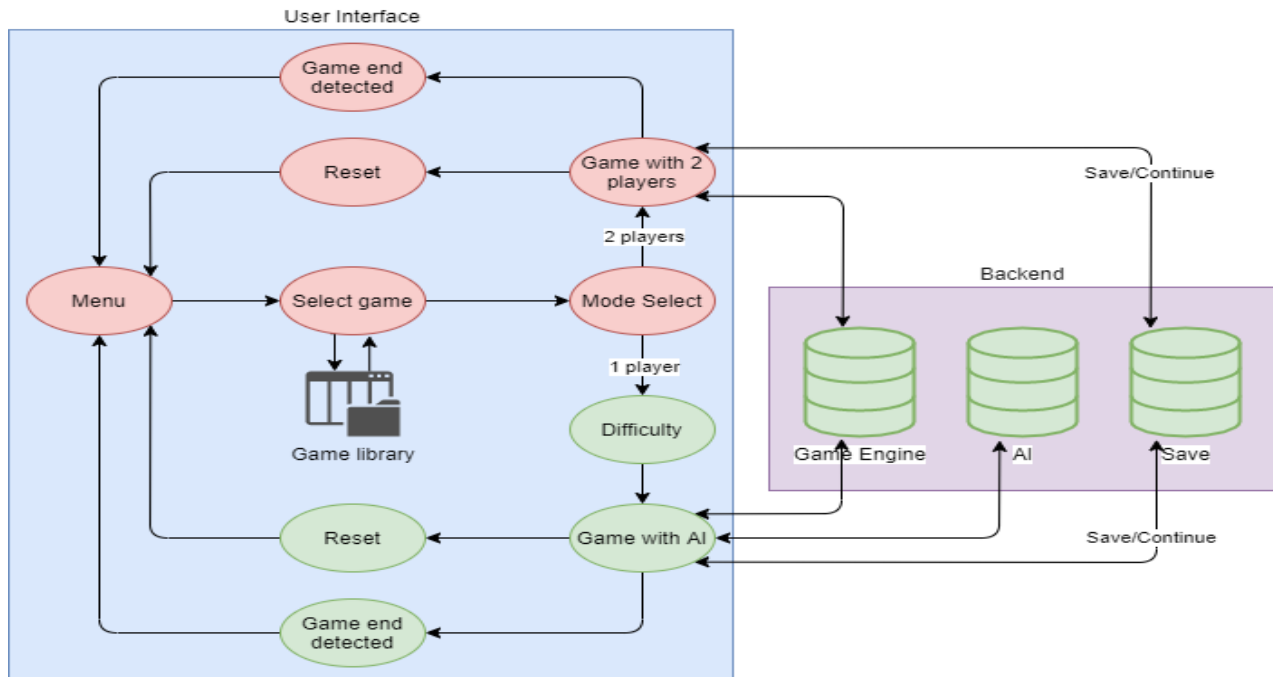 User Interface
Game end
detected
Reset
Game with 2
players
Save/Continue
2 players
Backend
Menu
Select game
Mode Select
1 player
Game library
Difficulty
Game Engine
AI
Save
Reset
Game with AI
Save/Continue
Game end
detected